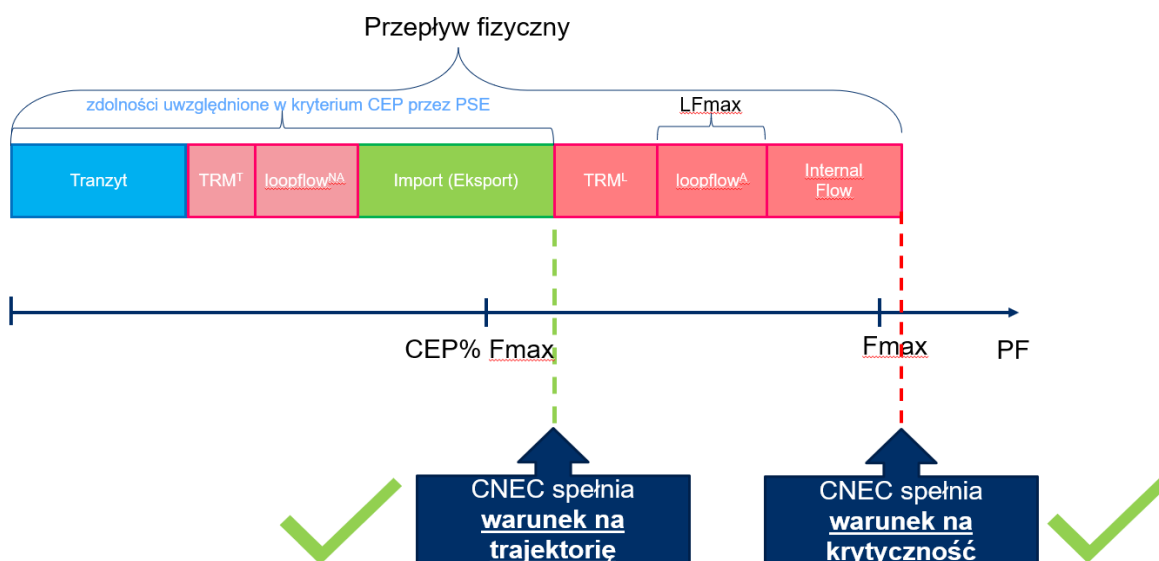 Przepływ fizyczny
zdolności uwzględnione w kryterium CEP przez PSE
LFmax
Tranzyt
TRMᵀ
loopflowᴺᴬ
Import (Eksport)
TRMᴸ
loopflowᴬ
Internal
Flow
CEP% Fmax
Fmax
PF
CNEC spełnia
warunek na
trajektorię
CNEC spełnia
warunek na
krytyczność